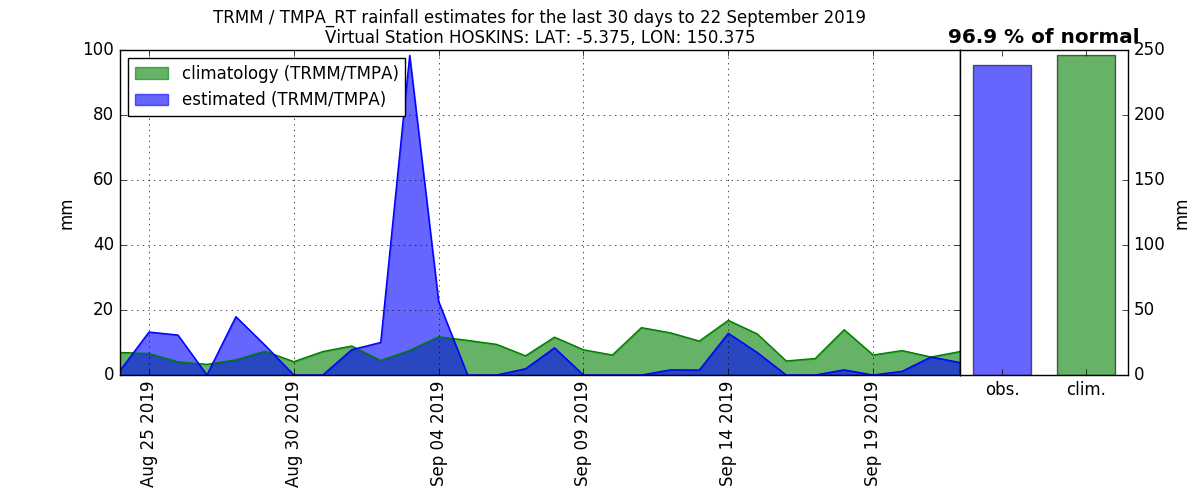 TRMM / TMPA_RT rainfall estimates for the last 30 days to 22 September 2019
Virtual Station HOSKINS: LAT: -5.375, LON: 150.375
96.9 % of normal
climatology (TRMM/TMPA)
estimated (TRMM/TMPA)
100
80
60
40
20
0
mm
250
200
150
100
50
0
mm
Aug 25 2019
Aug 30 2019
Sep 04 2019
Sep 09 2019
Sep 14 2019
Sep 19 2019
obs.
clim.